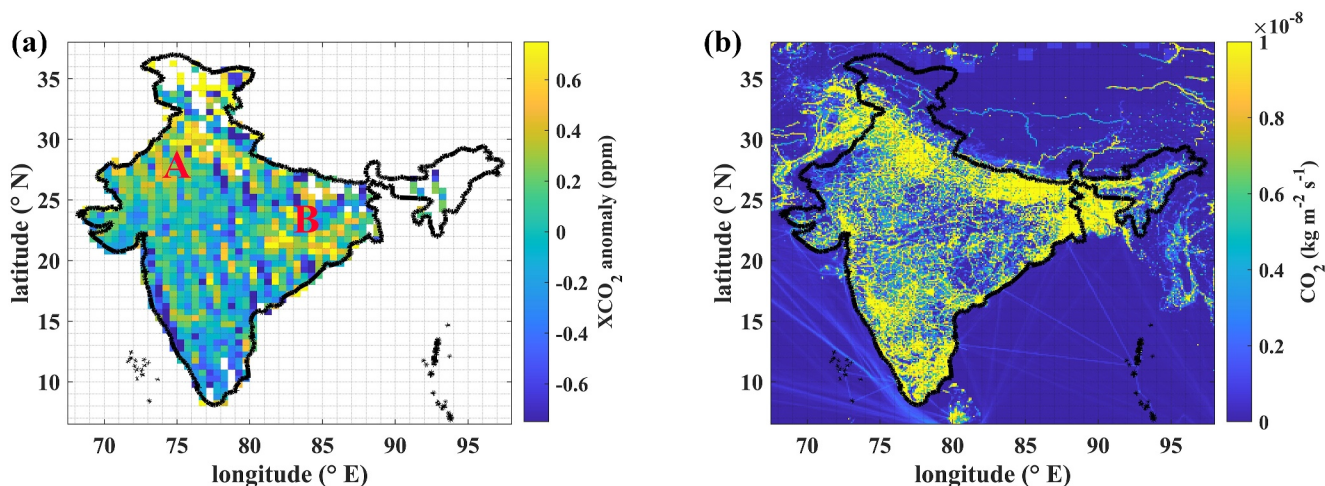 (a)
35
30
25
20
15
10
latitude (° N)
A
B
70 75 80 85 90 95
longitude (° E)
0.6
0.4
0.2
0
-0.2
-0.4
-0.6
XCO₂ anomaly (ppm)
(b)
35
30
25
20
15
10
latitude (° N)
70 75 80 85 90 95
longitude (° E)
×10⁻⁸
1
0.8
0.6
0.4
0.2
0
CO₂ (kg m⁻² s⁻¹)